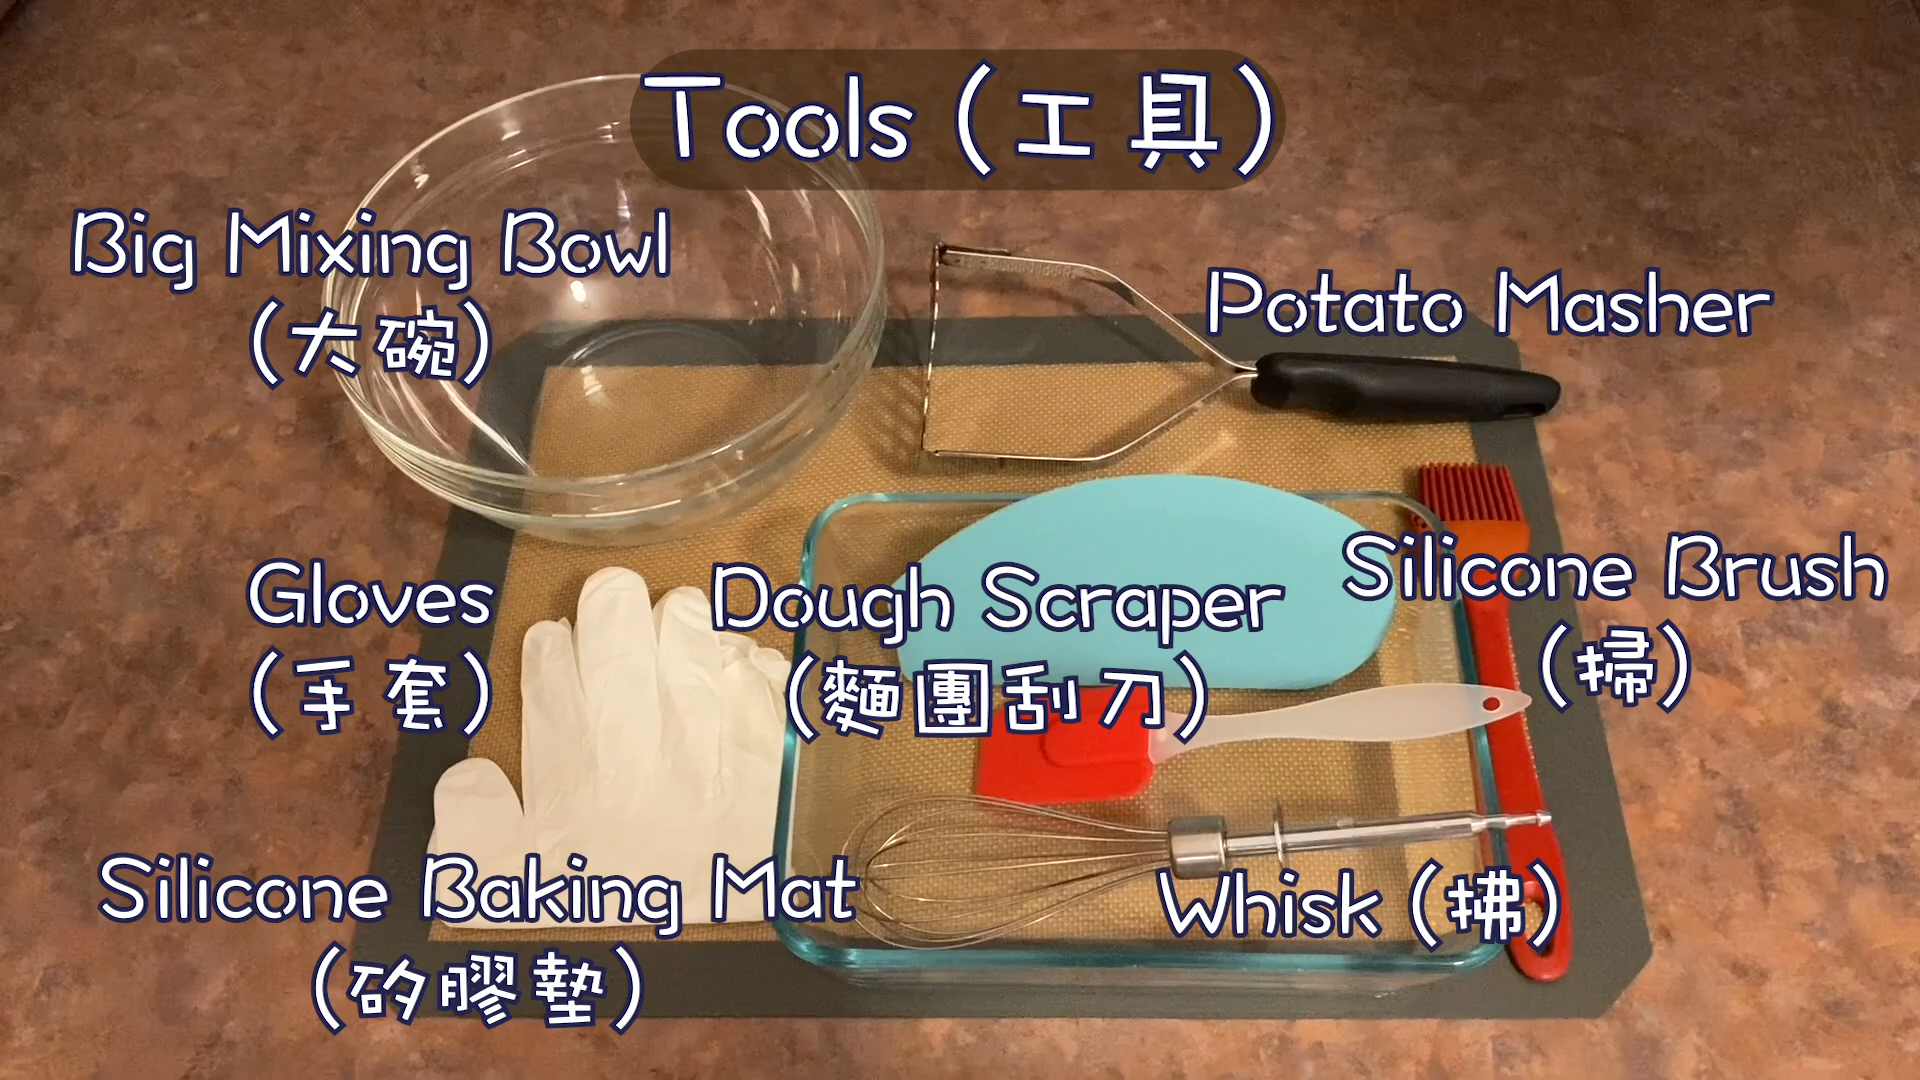 Tools (工具)
Big Mixing Bowl
(大碗)
Potato Masher
Gloves
(手套)
Dough Scraper
(麵團刮刀)
Silicone Brush
(掃)
Silicone Baking Mat
(矽膠墊)
Whisk (拂)